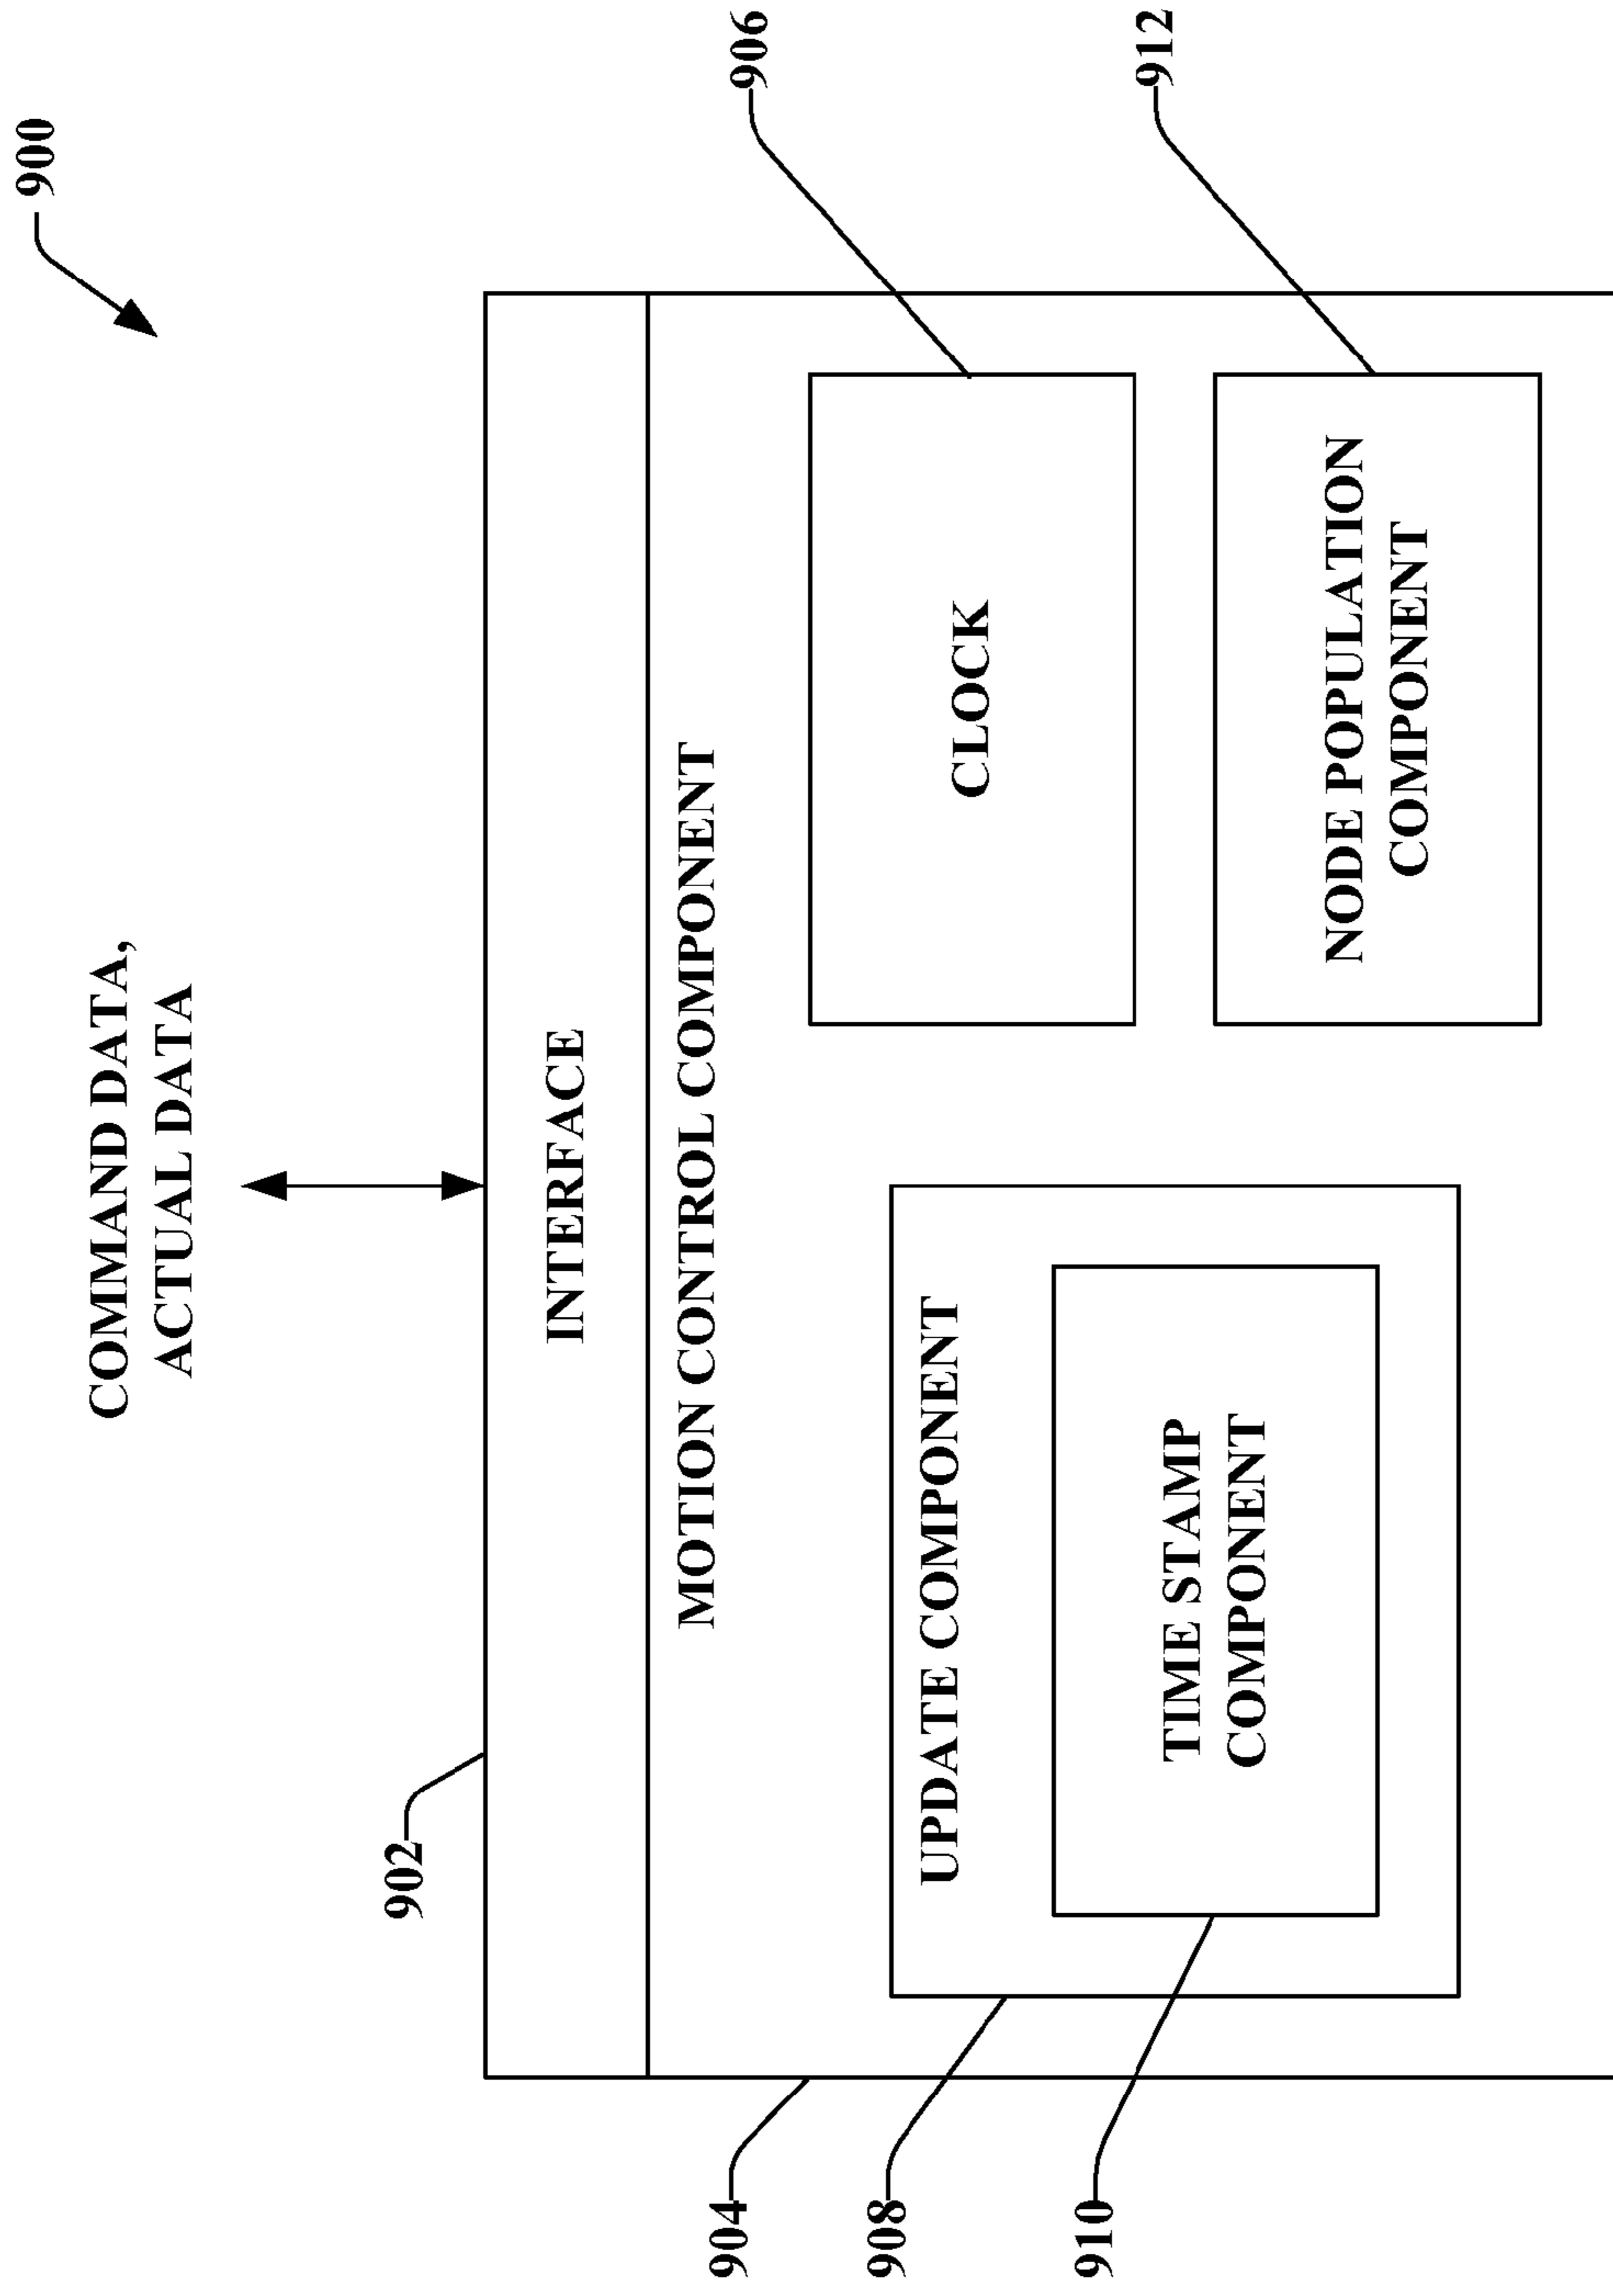 900
COMMAND DATA,
ACTUAL DATA
902
INTERFACE
904
MOTION CONTROL COMPONENT
906
CLOCK
908
UPDATE COMPONENT
910
TIME STAMP
COMPONENT
912
NODE POPULATION
COMPONENT